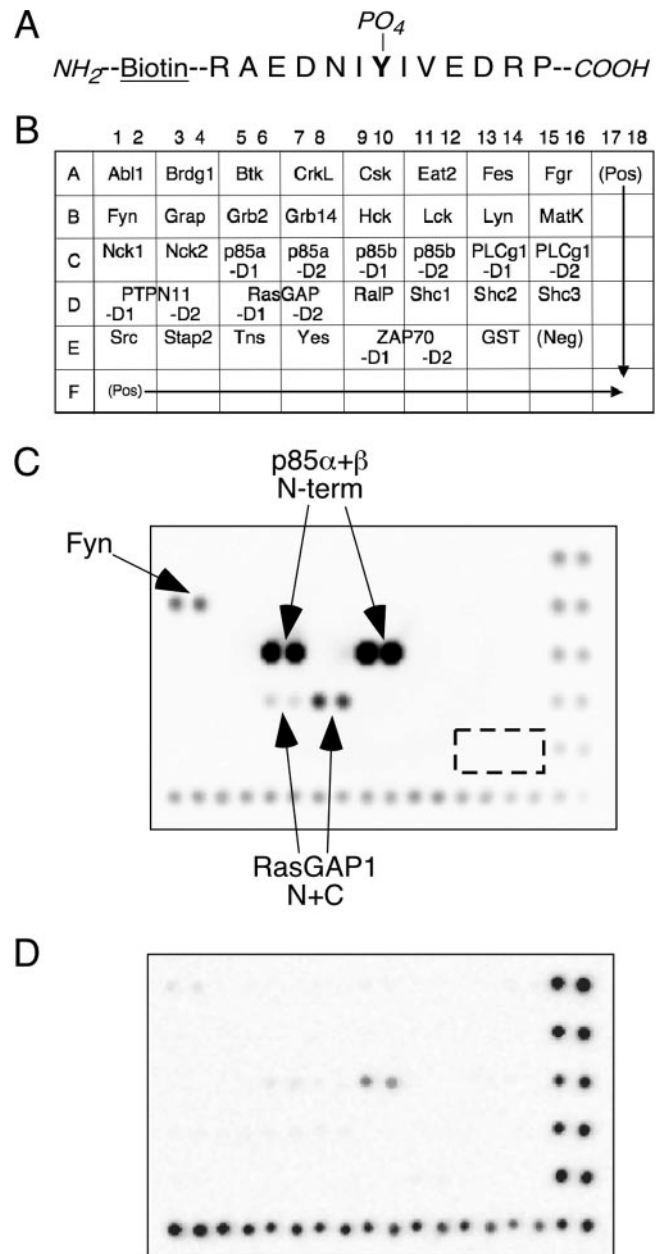 A
PO4
NH2--Biotin--R A E D N I Y I V E D R P--COOH
B
1 2 3 4 5 6 7 8 9 10 11 12 13 14 15 16 17 18
A Abl1 Brdg1 Btk CrkL Csk Eat2 Fes Fgr (Pos)
B Fyn Grap Grb2 Grb14 Hck Lck Lyn MatK
C Nck1 Nck2 p85a p85a p85b p85b PLCg1 PLCg1
-D1 -D2 -D1 -D2 -D1 -D2
D PTPN11 RasGAP RalP Shc1 Shc2 Shc3
-D1 -D2 -D1 -D2
E Src Stap2 Tns Yes ZAP70 GST (Neg)
-D1 -D2
F (Pos)
C
p85α+β
N-term
Fyn
RasGAP1
N+C
D